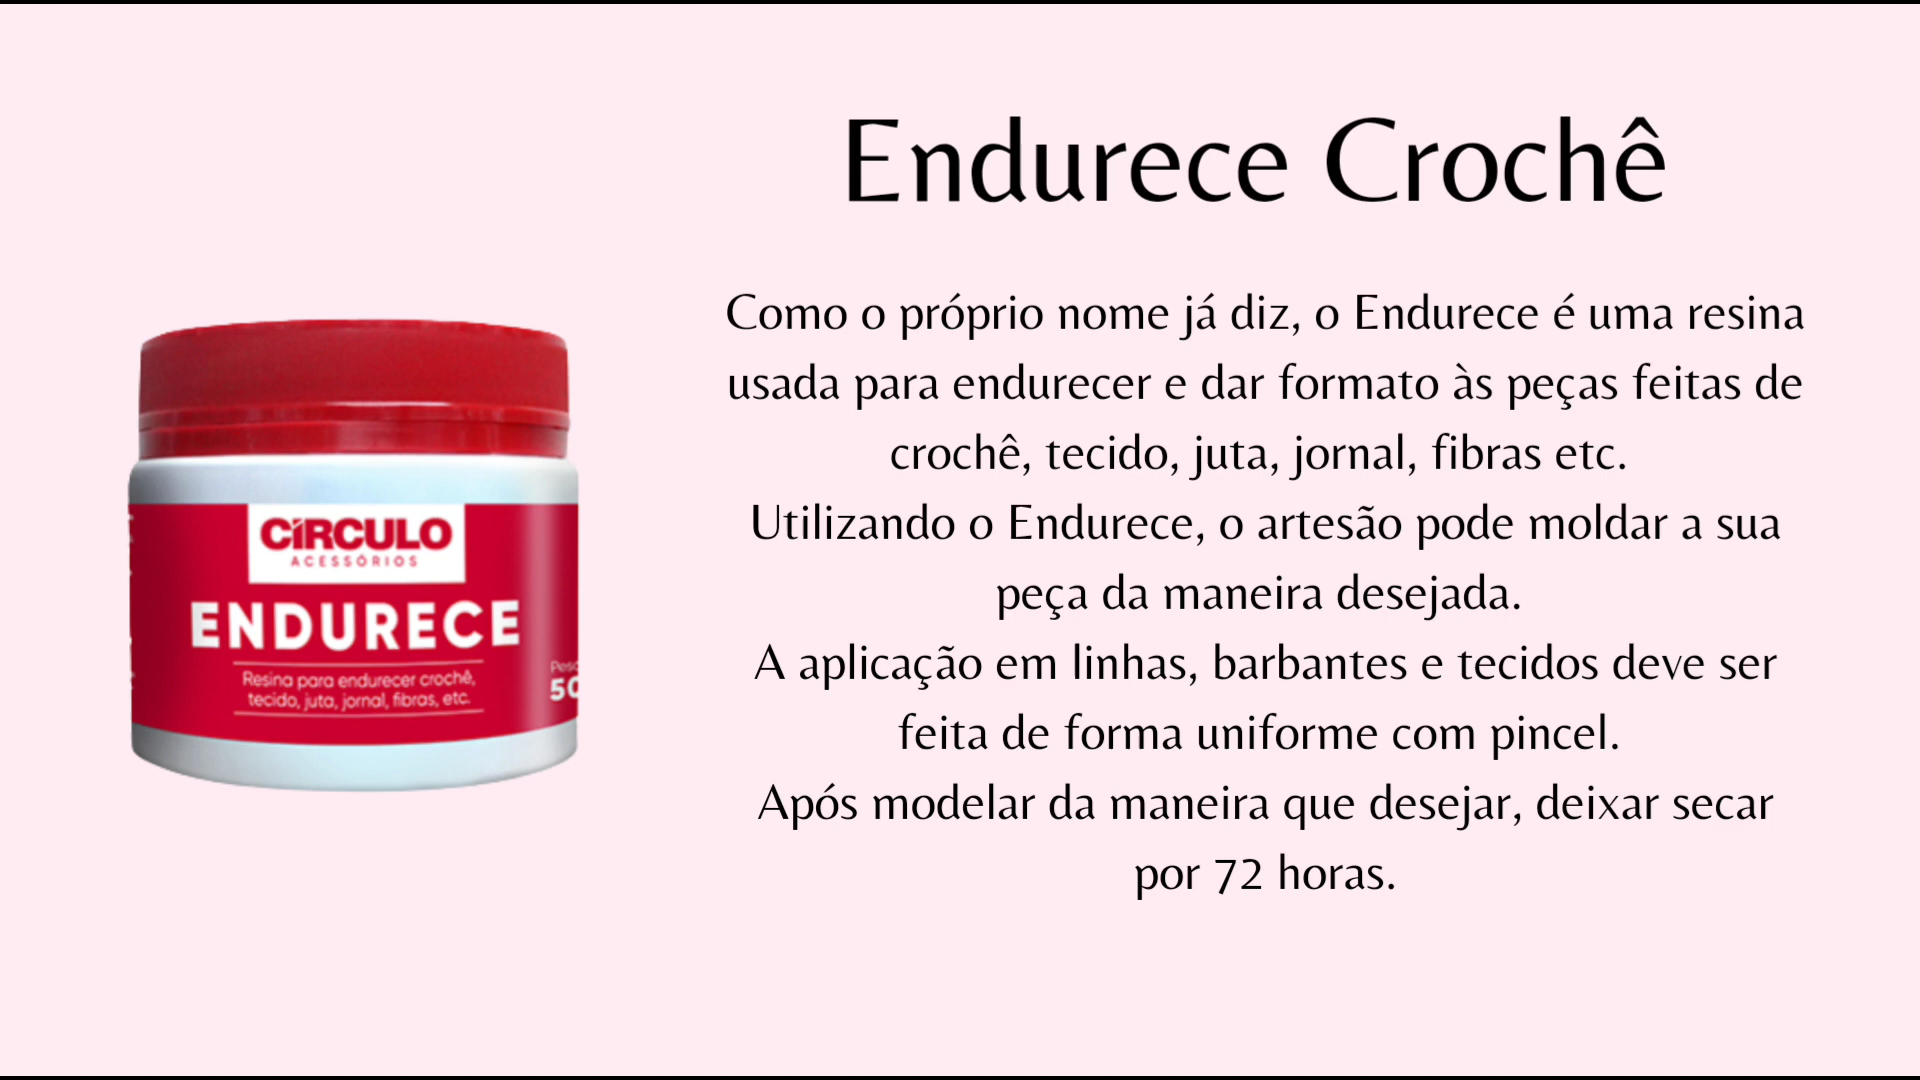 Endurece Crochê
Como o próprio nome já diz, o Endurece é uma resina
usada para endurecer e dar formato às peças feitas de
crochê, tecido, juta, jornal, fibras etc.
Utilizando o Endurece, o artesão pode moldar a sua
peça da maneira desejada.
A aplicação em linhas, barbantes e tecidos deve ser
feita de forma uniforme com pincel.
Após modelar da maneira que desejar, deixar secar
por 72 horas.
CÍRCULO
ACESSÓRIOS
ENDURECE
Resina para endurecer crochê,
tecido, juta, jornal, fibras, etc.